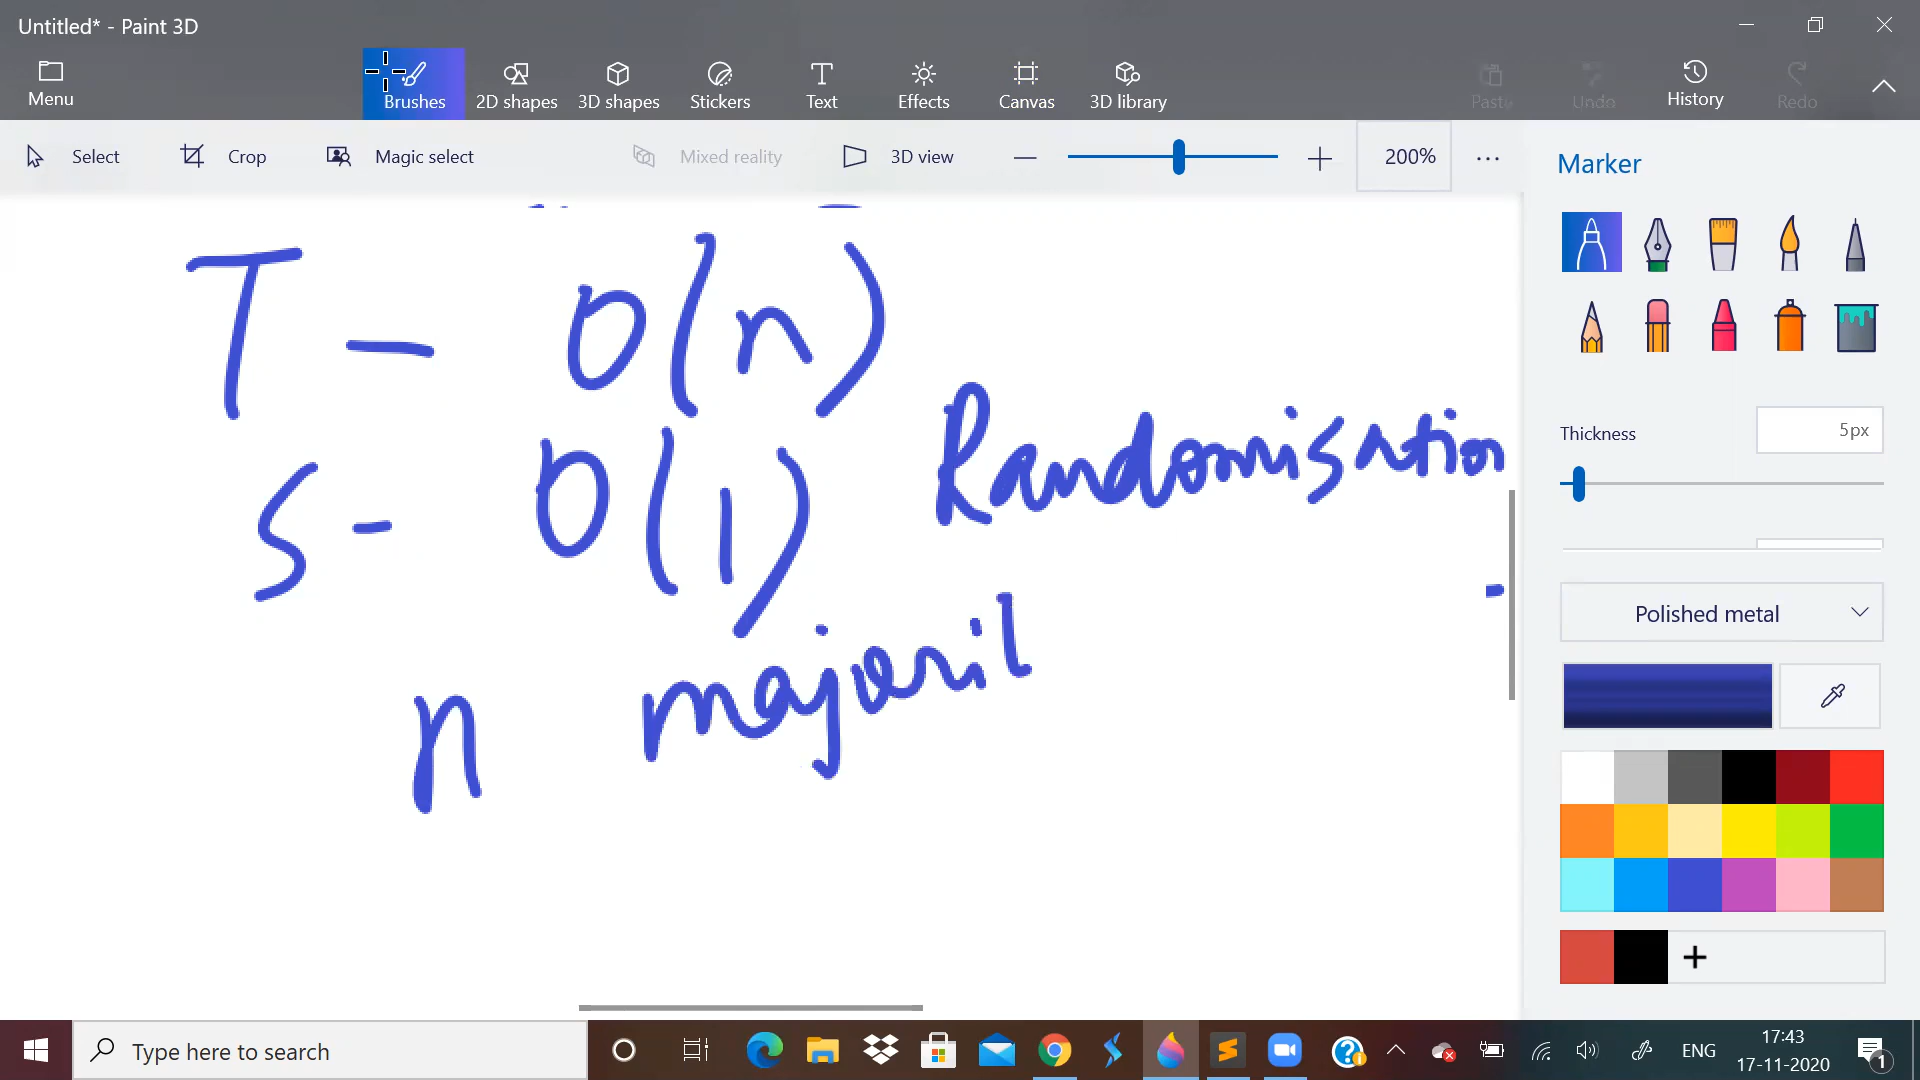 Untitled* - Paint 3D
Menu
Brushes
2D shapes
3D shapes
Stickers
Text
Effects
Canvas
3D library
Paste
Undo
History
Redo
Select
Crop
Magic select
Mixed reality
3D view
200%
Marker
T - O(n)
Randomisation
S - O(1)
n majoril
Thickness
5px
Polished metal
Type here to search
ENG
17:43
17-11-2020
1